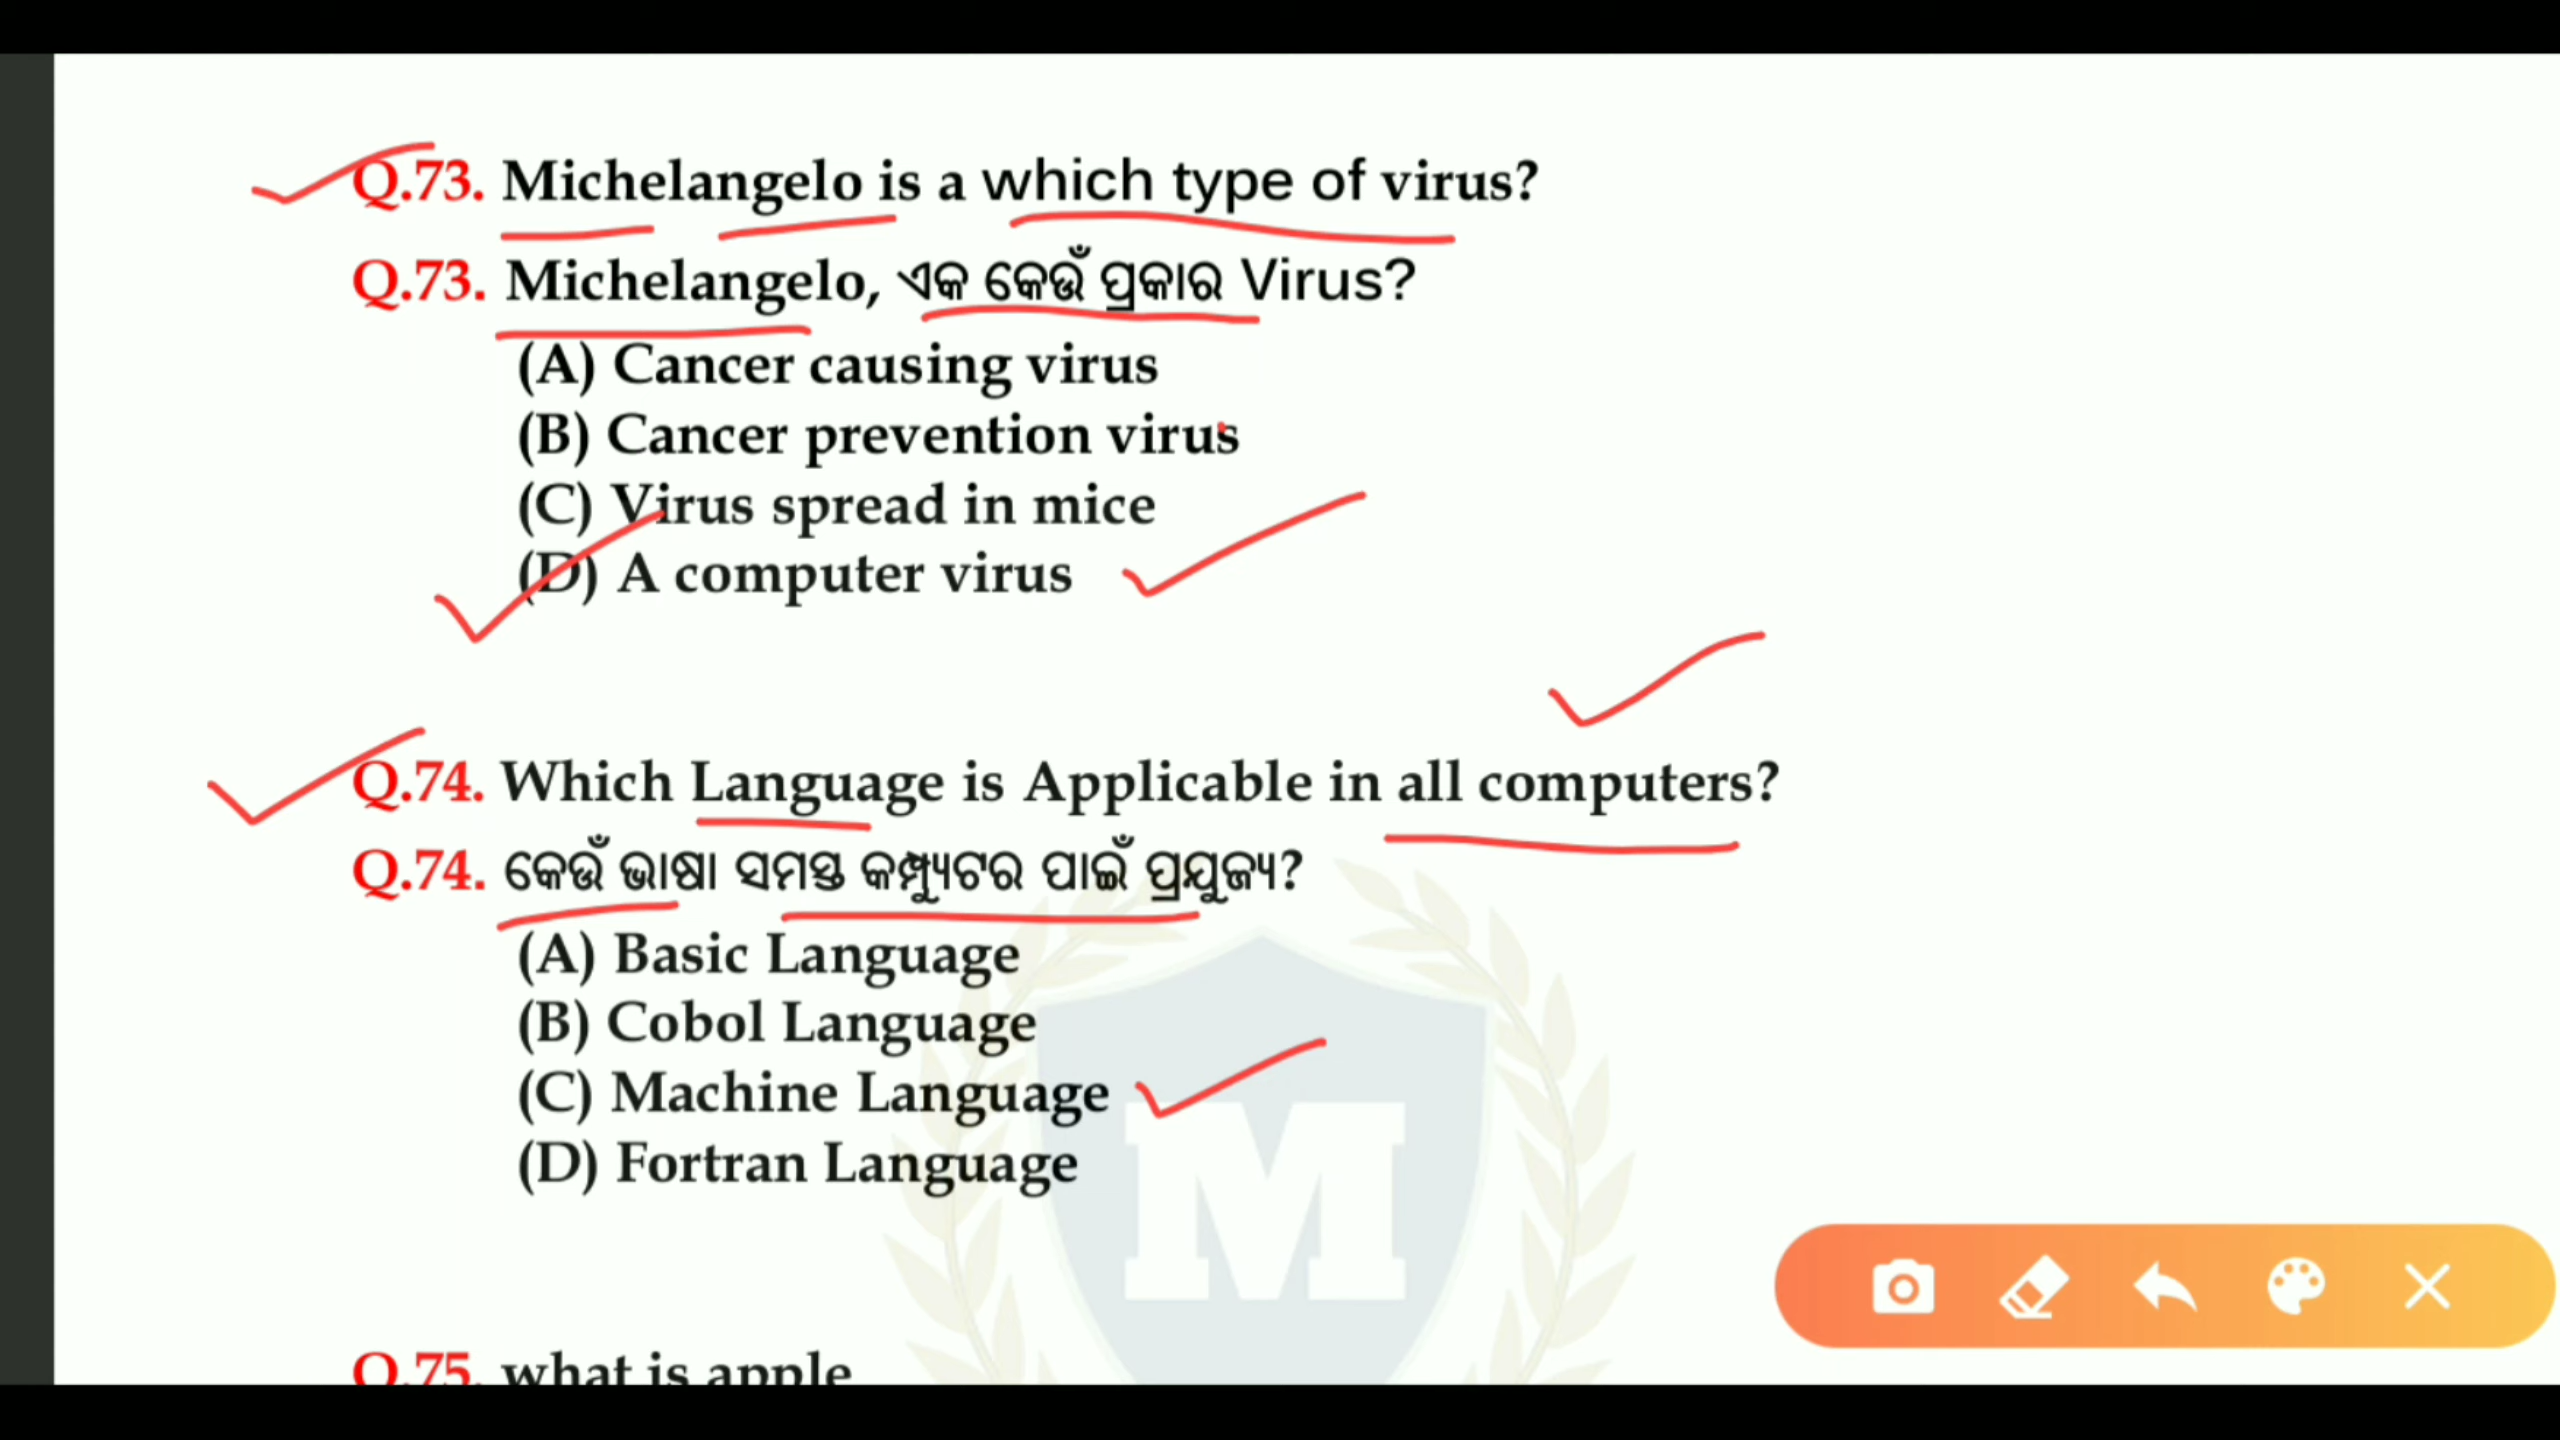 Q.73. Michelangelo is a which type of virus?
Q.73. Michelangelo, ଏକ କେଉଁ ପ୍ରକାର Virus?
(A) Cancer causing virus
(B) Cancer prevention virus
(C) Virus spread in mice
(D) A computer virus
Q.74. Which Language is Applicable in all computers?
Q.74. କେଉଁ ଭାଷା ସମସ୍ତ କମ୍ପ୍ୟୁଟର ପାଇଁ ପ୍ରଯୁଜ୍ୟ?
(A) Basic Language
(B) Cobol Language
(C) Machine Language
(D) Fortran Language
M
Q.75. what is apple